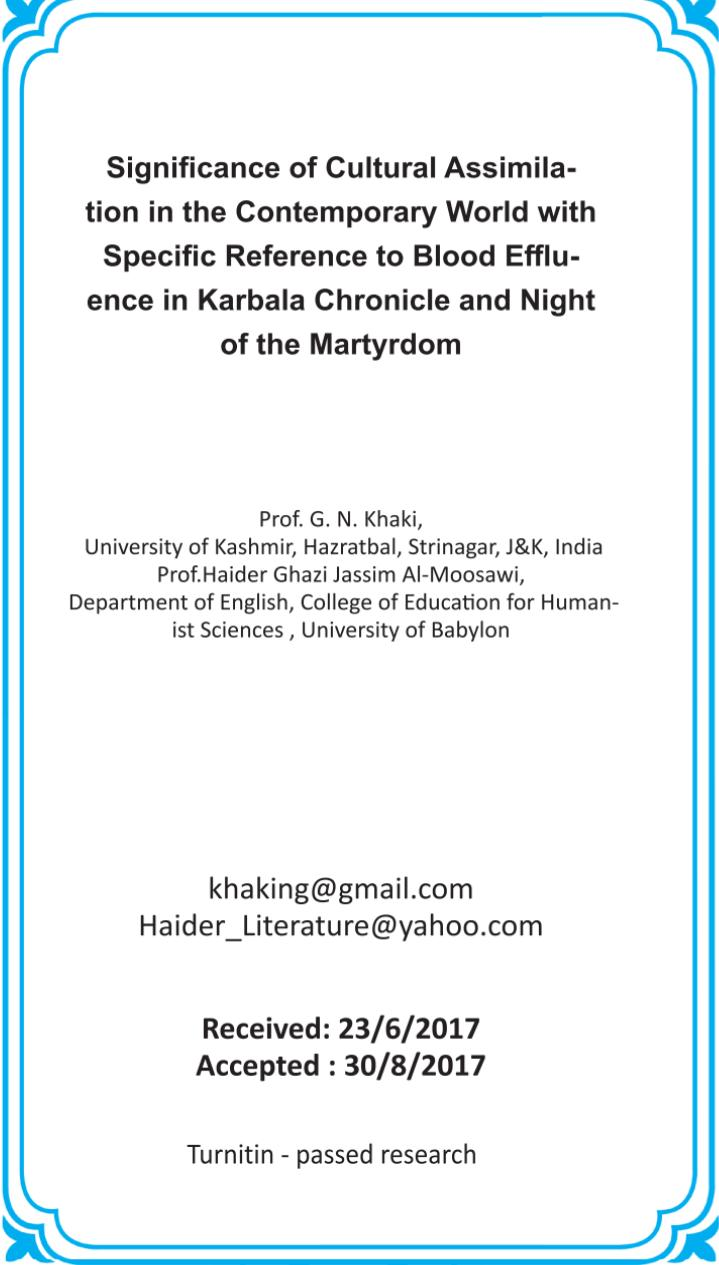 Significance of Cultural Assimila-
tion in the Contemporary World with
Specific Reference to Blood Efflu-
ence in Karbala Chronicle and Night
of the Martyrdom
Prof. G. N. Khaki,
University of Kashmir, Hazratbal, Strinagar, J&K, India
Prof.Haider Ghazi Jassim Al-Moosawi,
Department of English, College of Education for Human-
ist Sciences , University of Babylon
khaking@gmail.com
Haider_Literature@yahoo.com
Received: 23/6/2017
Accepted : 30/8/2017
Turnitin - passed research